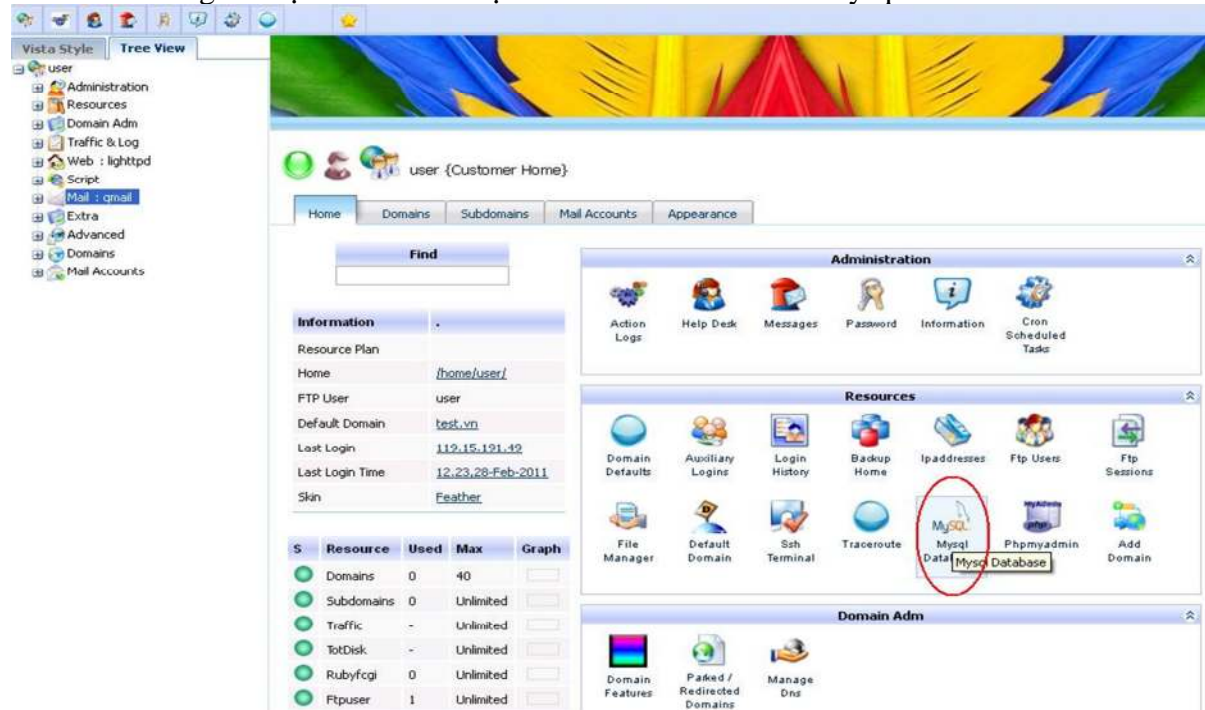 Vista Style Tree View
user
Administration
Resources
Domain Adm
Traffic & Log
Web : lighttpd
Script
Mail : qmail
Extra
Advanced
Domains
Mail Accounts
user {Customer Home}
Home Domains Subdomains Mail Accounts Appearance
Find
Information .
Resource Plan
Home /home/user/
FTP User user
Default Domain test.vn
Last Login 119.15.191.49
Last Login Time 12.23,28-Feb-2011
Skin Feather
S Resource Used Max Graph
Domains 0 40
Subdomains 0 Unlimited
Traffic - Unlimited
TotDisk - Unlimited
Rubyfcgi 0 Unlimited
Ftpuser 1 Unlimited
Administration
Action Logs
Help Desk
Messages
Password
Information
Cron Scheduled Tasks
Resources
Domain Defaults
Auxiliary Logins
Login History
Backup Home
Ipaddresses
Ftp Users
Ftp Sessions
File Manager
Default Domain
Ssh Terminal
Traceroute
MySQL
Mysql
Mysql Database
MyAdmin
php
Phpmyadmin
Add Domain
Domain Adm
Domain Features
Parked / Redirected Domains
Manage Dns